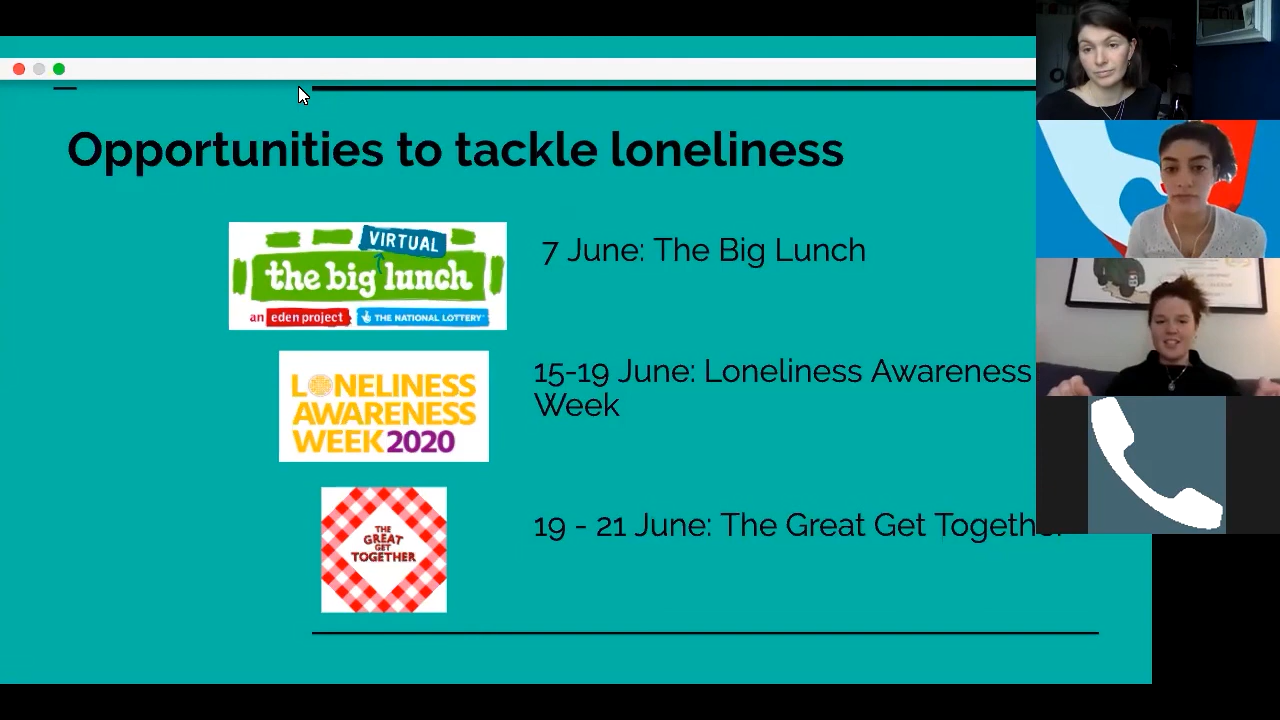 Opportunities to tackle loneliness
VIRTUAL
the big lunch
an eden project
THE NATIONAL LOTTERY
7 June: The Big Lunch
LONELINESS
AWARENESS
WEEK 2020
15-19 June: Loneliness Awareness
Week
THE
GREAT
GET
TOGETHER
19 - 21 June: The Great Get Together